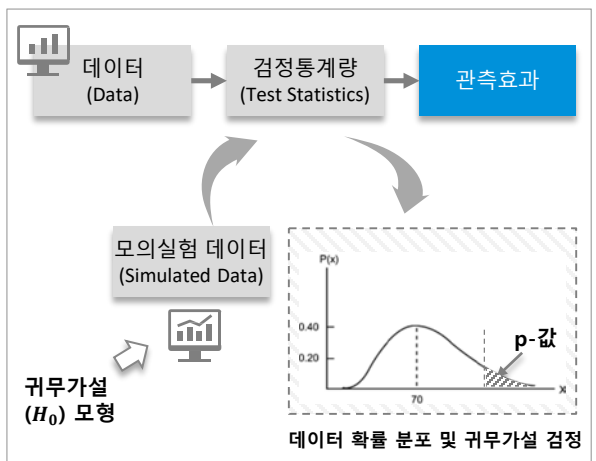 데이터
(Data)
검정통계량
(Test Statistics)
관측효과
모의실험 데이터
(Simulated Data)
귀무가설
(H₀) 모형
P(x)
0.40
0.20
70
X
p-값
데이터 확률 분포 및 귀무가설 검정